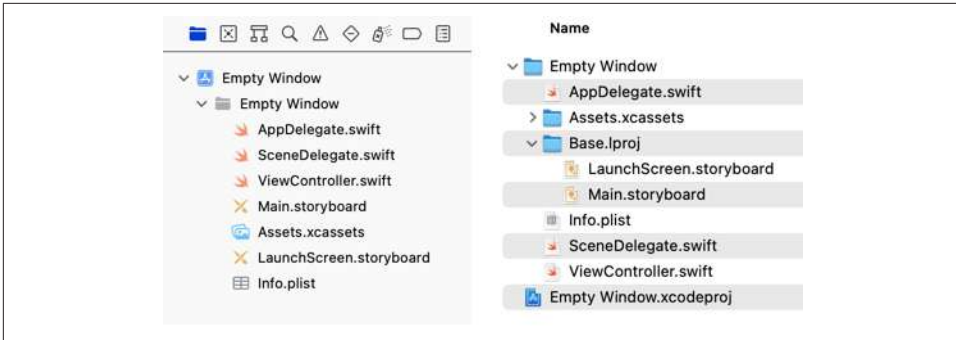 Empty Window
Empty Window
AppDelegate.swift
SceneDelegate.swift
ViewController.swift
Main.storyboard
Assets.xcassets
LaunchScreen.storyboard
Info.plist
Name
Empty Window
AppDelegate.swift
Assets.xcassets
Base.lproj
LaunchScreen.storyboard
Main.storyboard
Info.plist
SceneDelegate.swift
ViewController.swift
Empty Window.xcodeproj